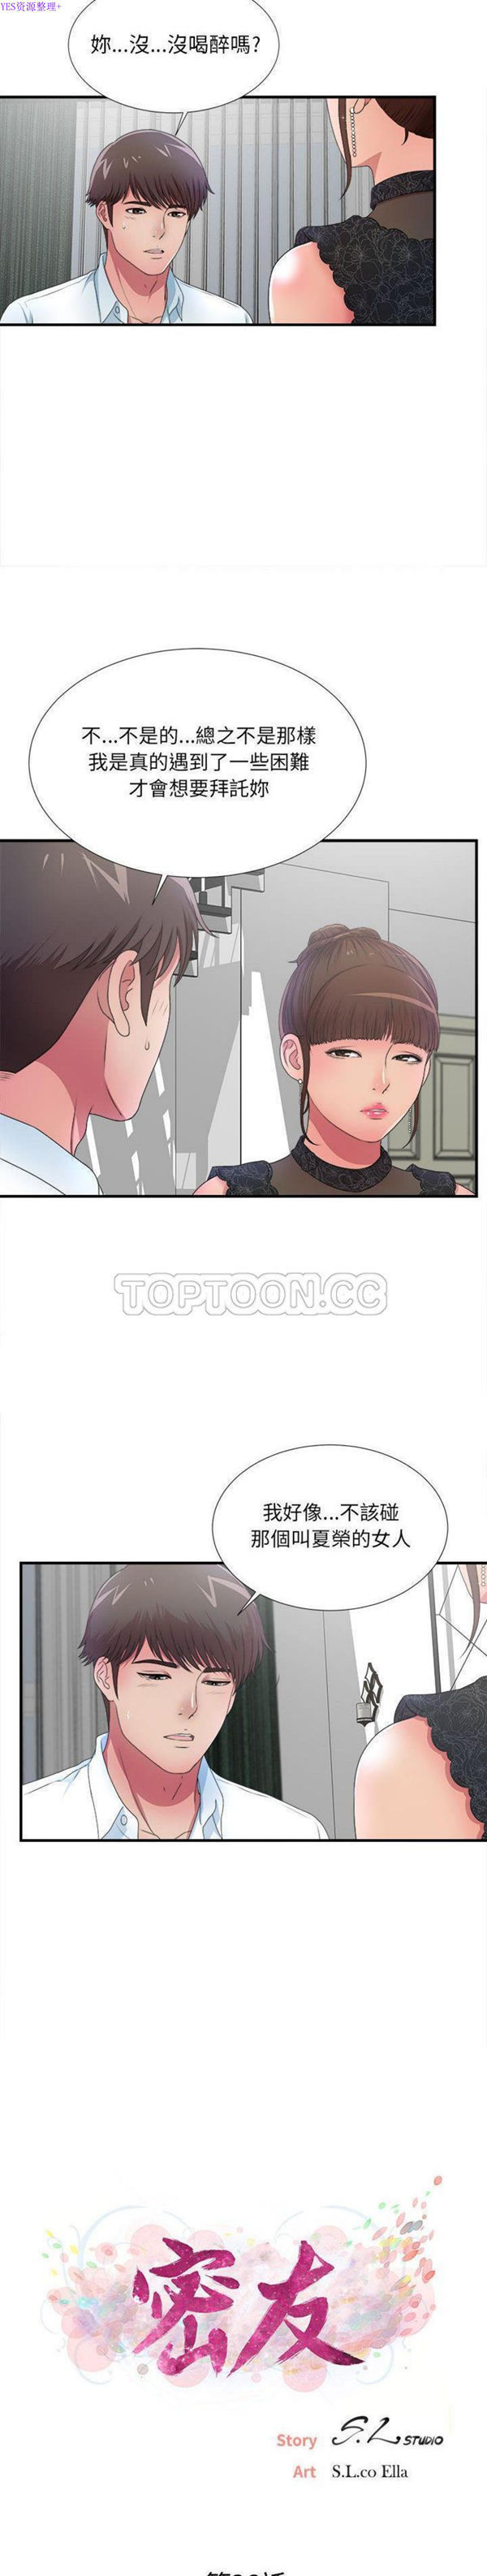 YES资源整理+
妳...沒...沒喝醉嗎?
不...不是的...總之不是那樣
我是真的遇到了一些困難
才會想要拜託妳
TOPTOON.CC
我好像...不該碰
那個叫夏榮的女人
密友
Story S.L STUDIO
Art S.L.co Ella